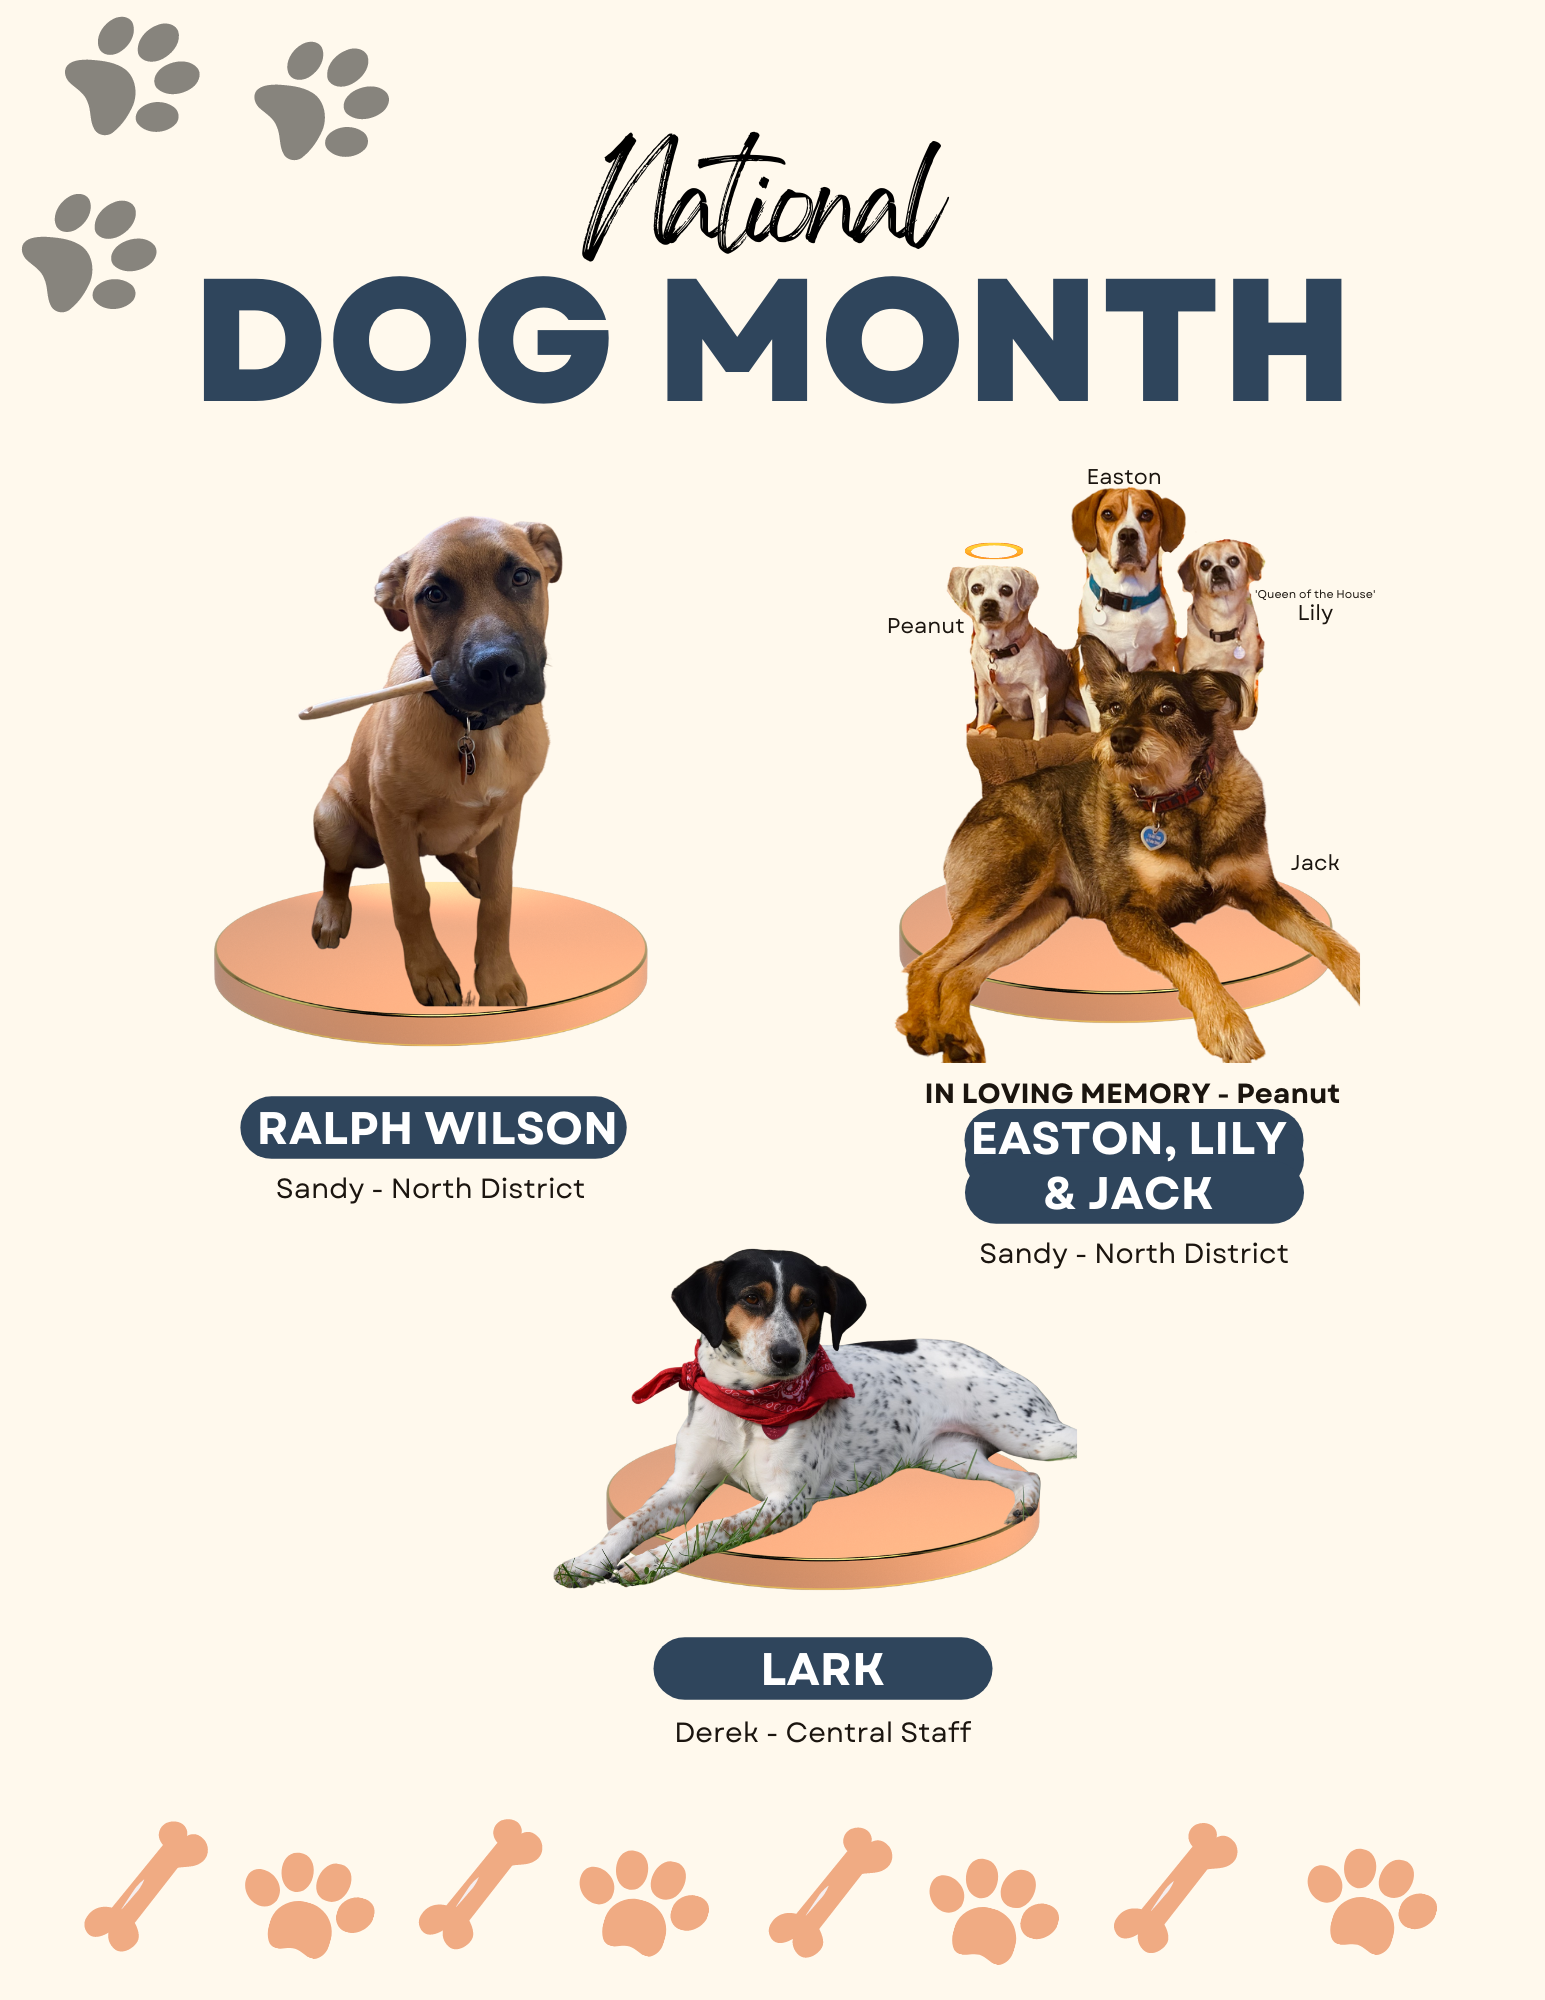 National
DOG MONTH
Easton
Peanut
'Queen of the House'
Lily
Jack
RALPH WILSON
Sandy - North District
IN LOVING MEMORY - Peanut
EASTON, LILY
& JACK
Sandy - North District
LARK
Derek - Central Staff